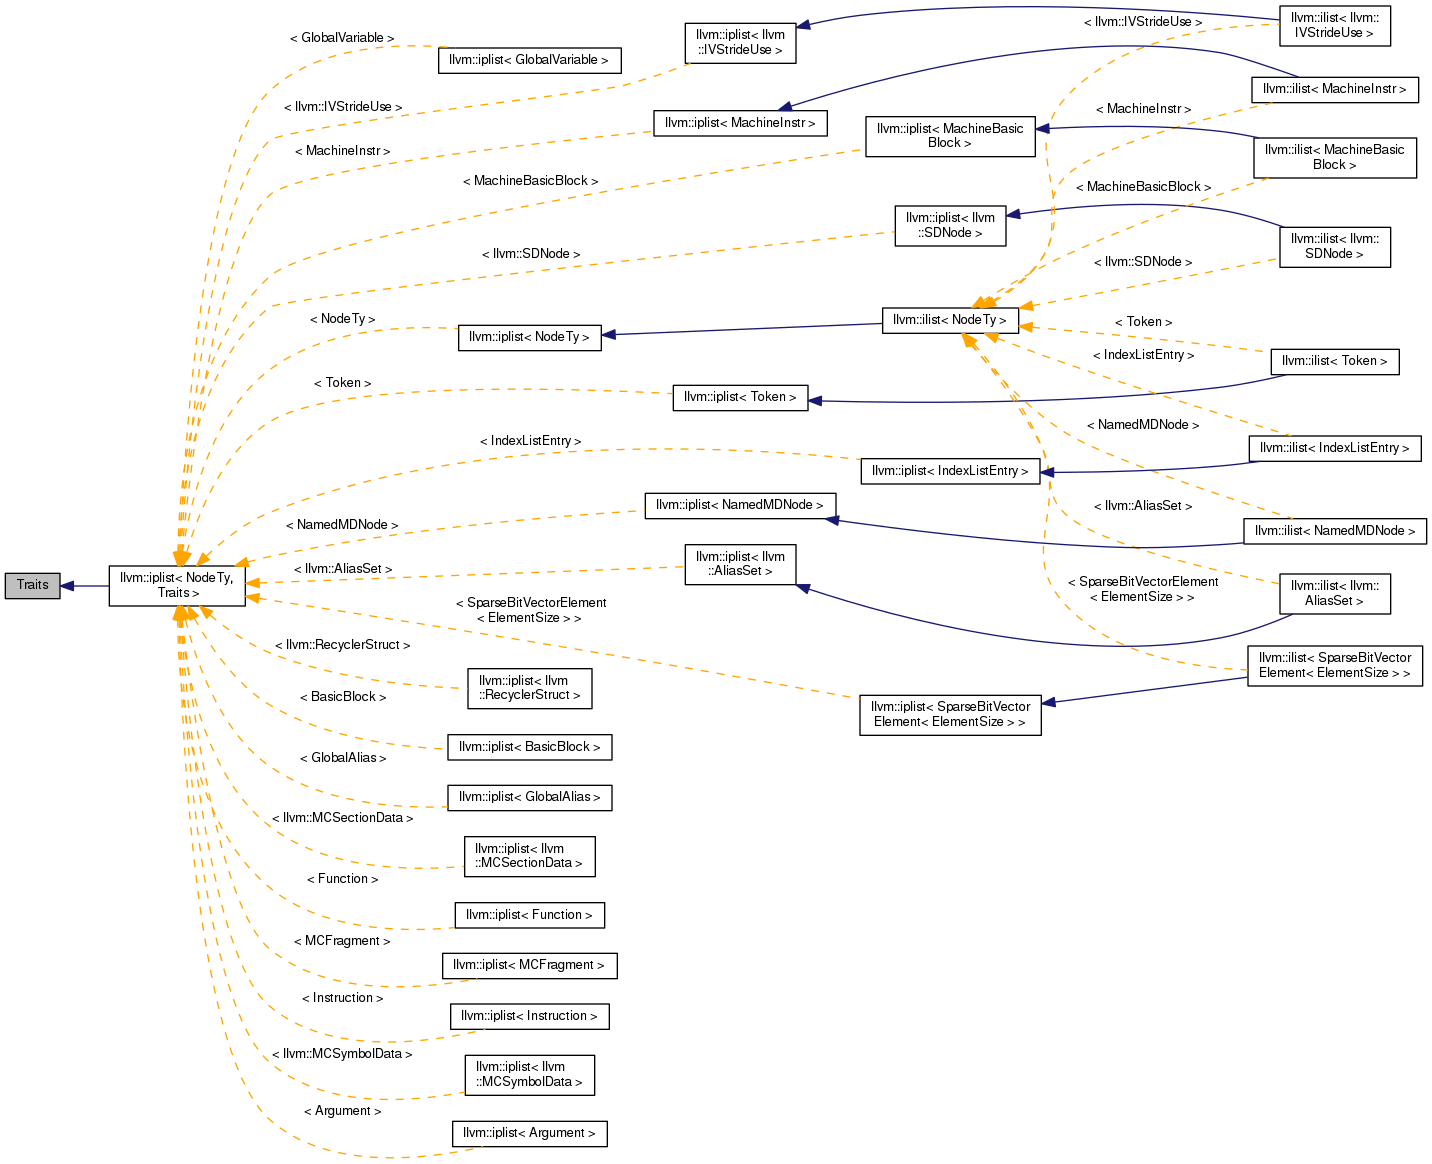 < GlobalVariable >
llvm::iplist< GlobalVariable >
llvm::iplist< llvm
::IVStrideUse >
< llvm::IVStrideUse >
llvm::ilist< llvm::
IVStrideUse >
< llvm::IVStrideUse >
llvm::ilist< MachineInstr >
< MachineInstr >
llvm::iplist< MachineInstr >
< MachineInstr >
llvm::iplist< MachineBasic
Block >
llvm::ilist< MachineBasic
Block >
< MachineBasicBlock >
< MachineBasicBlock >
llvm::iplist< llvm
::SDNode >
llvm::ilist< llvm::
SDNode >
< llvm::SDNode >
< llvm::SDNode >
< NodeTy >
llvm::iplist< NodeTy >
llvm::ilist< NodeTy >
< Token >
llvm::ilist< Token >
< IndexListEntry >
< Token >
llvm::iplist< Token >
< NamedMDNode >
< IndexListEntry >
llvm::ilist< IndexListEntry >
llvm::iplist< IndexListEntry >
llvm::iplist< NamedMDNode >
< llvm::AliasSet >
< NamedMDNode >
llvm::ilist< NamedMDNode >
Traits
llvm::iplist< NodeTy,
Traits >
< llvm::AliasSet >
llvm::iplist< llvm
::AliasSet >
< SparseBitVectorElement
< ElementSize > >
llvm::ilist< llvm::
AliasSet >
< SparseBitVectorElement
< ElementSize > >
< llvm::RecyclerStruct >
llvm::ilist< SparseBitVector
Element< ElementSize > >
llvm::iplist< llvm
::RecyclerStruct >
< BasicBlock >
llvm::iplist< SparseBitVector
Element< ElementSize > >
llvm::iplist< BasicBlock >
< GlobalAlias >
llvm::iplist< GlobalAlias >
< llvm::MCSectionData >
llvm::iplist< llvm
::MCSectionData >
< Function >
llvm::iplist< Function >
< MCFragment >
llvm::iplist< MCFragment >
< Instruction >
llvm::iplist< Instruction >
< llvm::MCSymbolData >
llvm::iplist< llvm
::MCSymbolData >
< Argument >
llvm::iplist< Argument >